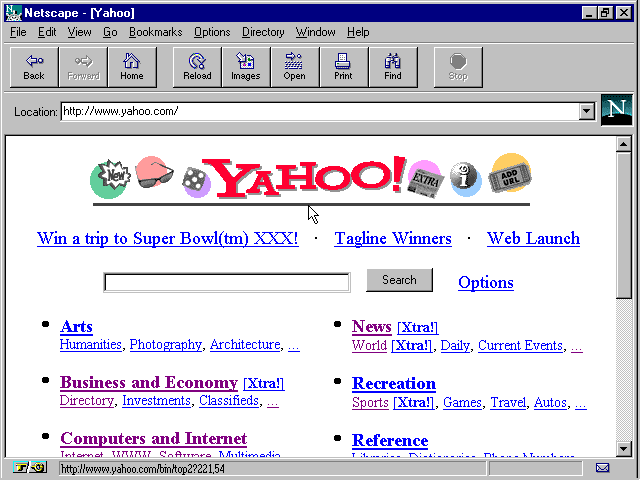 Netscape - [Yahoo]
File Edit View Go Bookmarks Options Directory Window Help
Back Forward Home Reload Images Open Print Find Stop
Location: http://www.yahoo.com/ N
New YAHOO! EXTRA i ADD URL
Win a trip to Super Bowl(tm) XXX! · Tagline Winners · Web Launch
Search Options
Arts
Humanities, Photography, Architecture, ...
News [Xtra!]
World [Xtra!], Daily, Current Events, ...
Business and Economy [Xtra!]
Directory, Investments, Classifieds, ...
Recreation
Sports [Xtra!], Games, Travel, Autos, ...
Computers and Internet
Internet, WWW, Software, Multimedia,
Reference
Libraries, Dictionaries, Phone Numbers,
http://www.yahoo.com/bin/top2?221,54